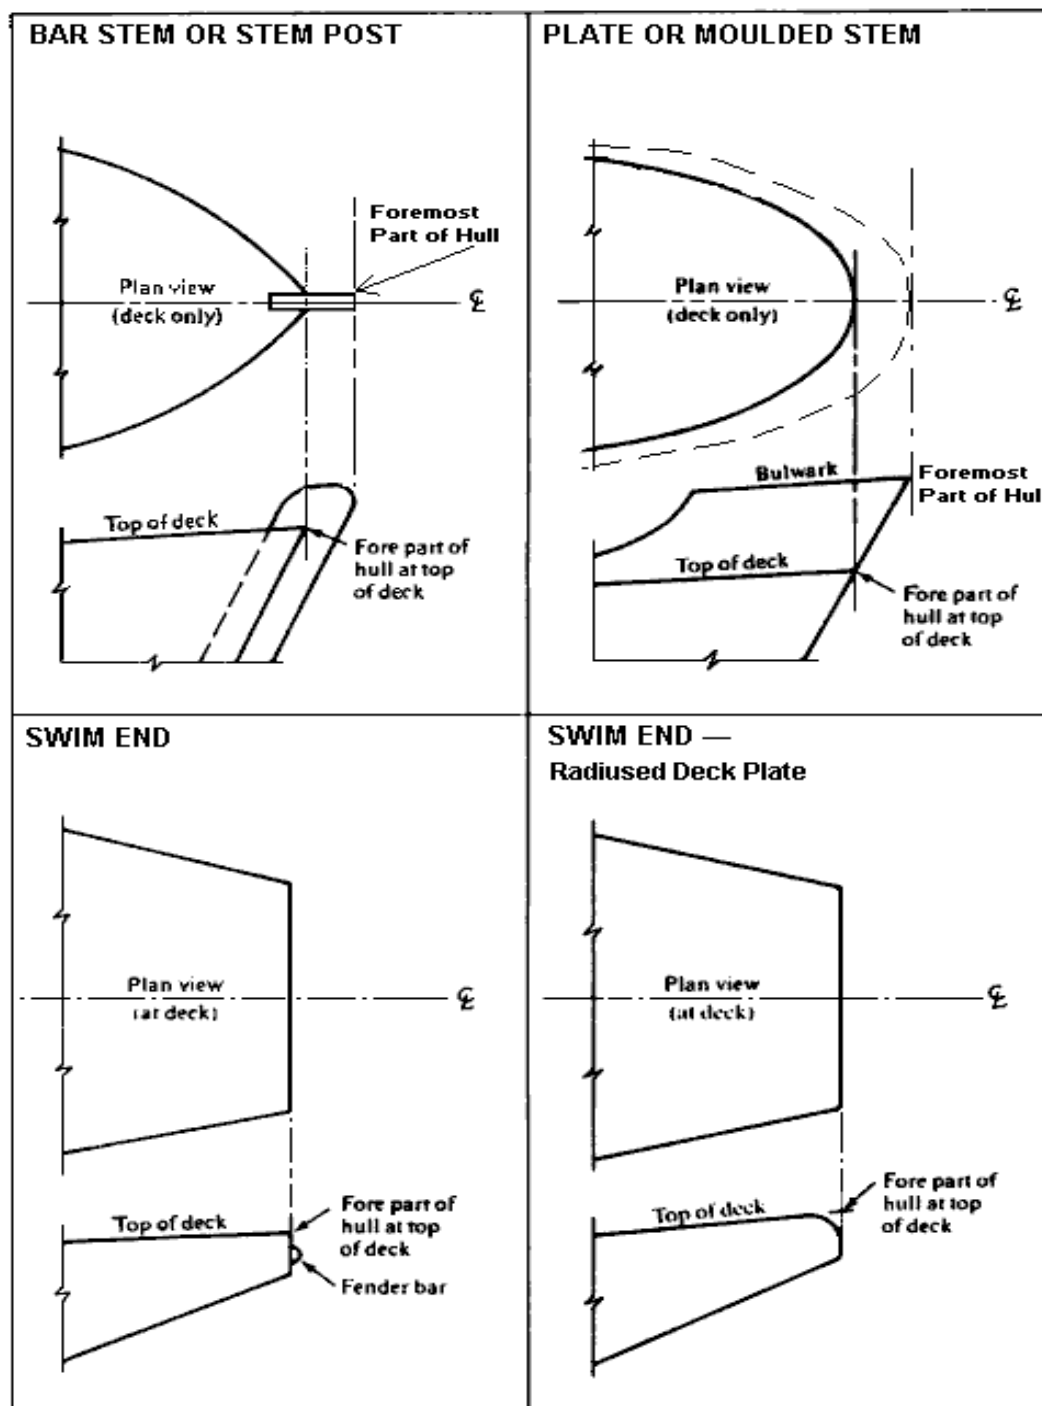 BAR STEM OR STEM POST
Foremost
Part of Hull
Plan view
(deck only)
℄
Top of deck
Fore part of
hull at top
of deck
PLATE OR MOULDED STEM
Plan view
(deck only)
℄
Bulwark
Foremost
Part of Hull
Top of deck
Fore part of
hull at top
of deck
SWIM END
Plan view
(at deck)
℄
Top of deck
Fore part of
hull at top
of deck
Fender bar
SWIM END —
Radiused Deck Plate
Plan view
(at deck)
℄
Top of deck
Fore part of
hull at top
of deck